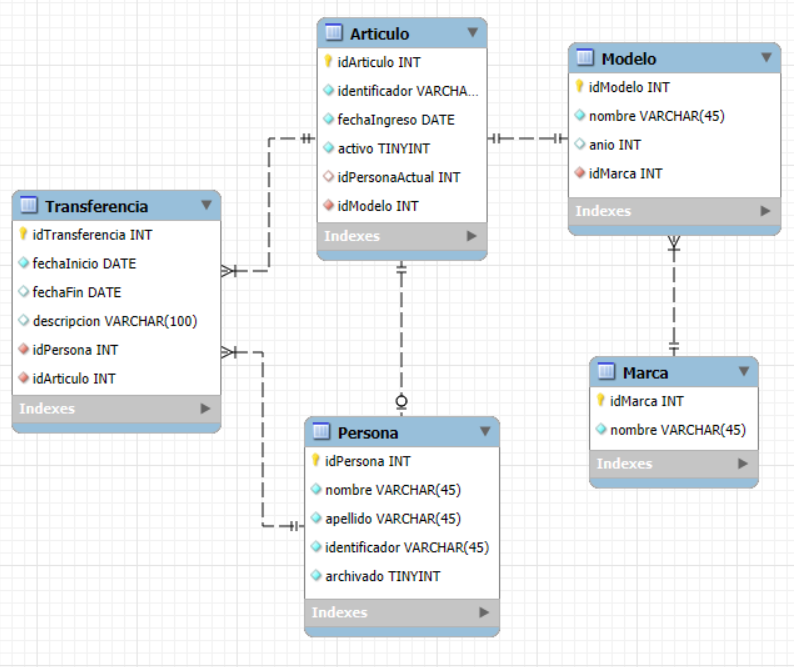 Articulo
idArticulo INT
identificador VARCHA...
fechaIngreso DATE
activo TINYINT
idPersonaActual INT
idModelo INT
Indexes
Modelo
idModelo INT
nombre VARCHAR(45)
anio INT
idMarca INT
Indexes
Transferencia
idTransferencia INT
fechaInicio DATE
fechaFin DATE
descripcion VARCHAR(100)
idPersona INT
idArticulo INT
Indexes
Marca
idMarca INT
nombre VARCHAR(45)
Indexes
Persona
idPersona INT
nombre VARCHAR(45)
apellido VARCHAR(45)
identificador VARCHAR(45)
archivado TINYINT
Indexes